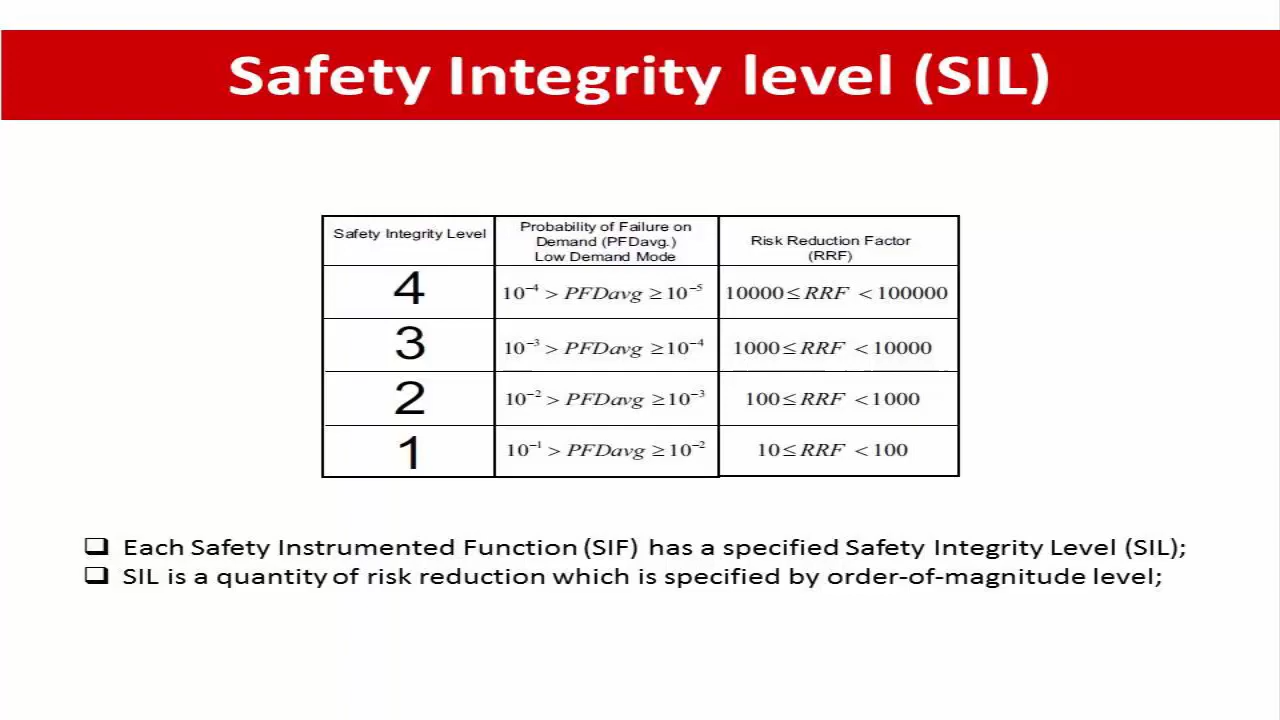 Safety Integrity level (SIL)
Safety Integrity Level
Probability of Failure on
Demand (PFDavg.)
Low Demand Mode
Risk Reduction Factor
(RRF)
4
10⁻⁴ > PFDavg ≥ 10⁻⁵
10000 ≤ RRF < 100000
3
10⁻³ > PFDavg ≥ 10⁻⁴
1000 ≤ RRF < 10000
2
10⁻² > PFDavg ≥ 10⁻³
100 ≤ RRF < 1000
1
10⁻¹ > PFDavg ≥ 10⁻²
10 ≤ RRF < 100
❑ Each Safety Instrumented Function (SIF) has a specified Safety Integrity Level (SIL);
❑ SIL is a quantity of risk reduction which is specified by order-of-magnitude level;